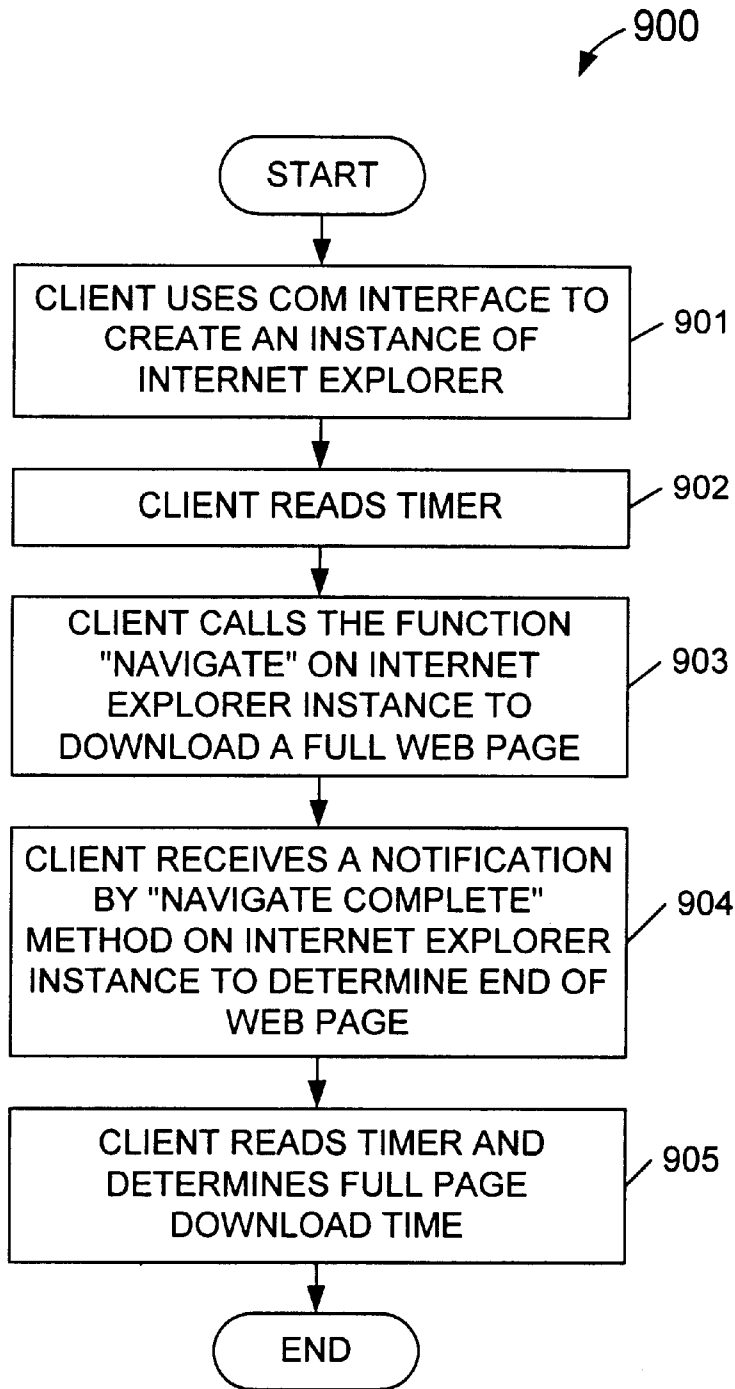 900
START
CLIENT USES COM INTERFACE TO
CREATE AN INSTANCE OF
INTERNET EXPLORER
901
CLIENT READS TIMER
902
CLIENT CALLS THE FUNCTION
"NAVIGATE" ON INTERNET
EXPLORER INSTANCE TO
DOWNLOAD A FULL WEB PAGE
903
CLIENT RECEIVES A NOTIFICATION
BY "NAVIGATE COMPLETE"
METHOD ON INTERNET EXPLORER
INSTANCE TO DETERMINE END OF
WEB PAGE
904
CLIENT READS TIMER AND
DETERMINES FULL PAGE
DOWNLOAD TIME
905
END